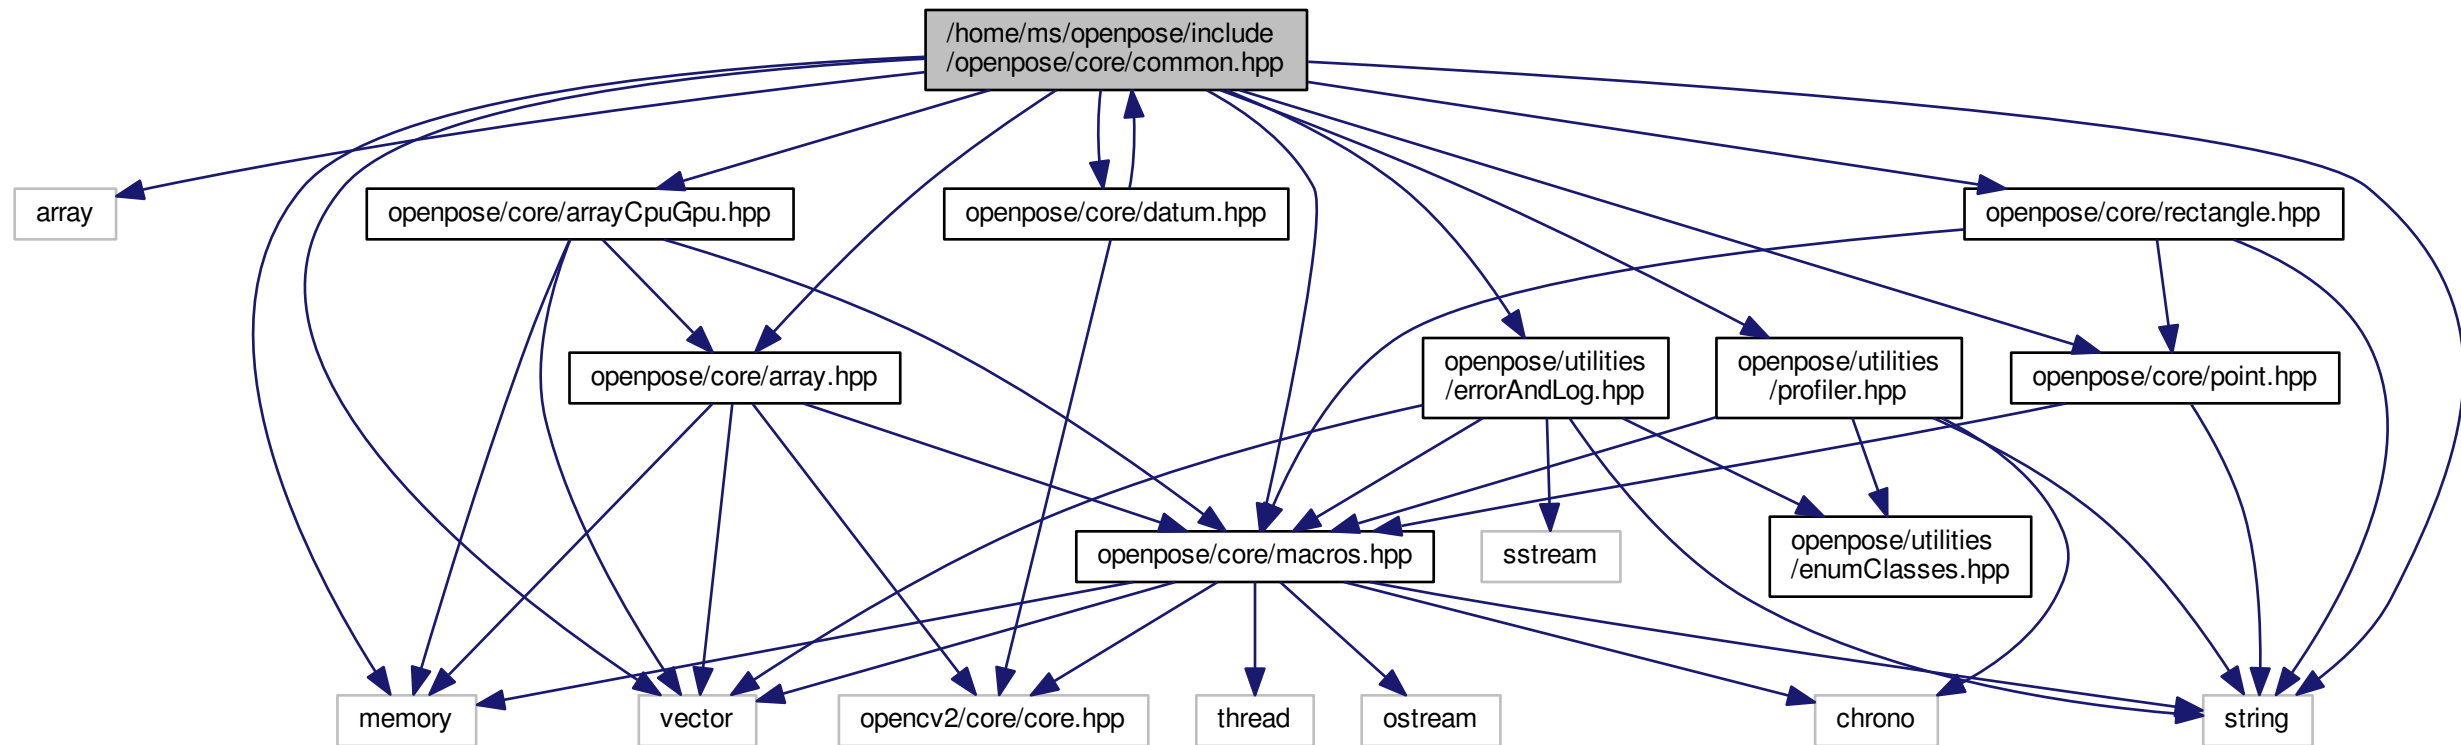 /home/ms/openpose/include
/openpose/core/common.hpp
array
openpose/core/arrayCpuGpu.hpp
openpose/core/datum.hpp
openpose/core/rectangle.hpp
openpose/core/array.hpp
openpose/utilities
/errorAndLog.hpp
openpose/utilities
/profiler.hpp
openpose/core/point.hpp
openpose/core/macros.hpp
sstream
openpose/utilities
/enumClasses.hpp
memory
vector
opencv2/core/core.hpp
thread
ostream
chrono
string